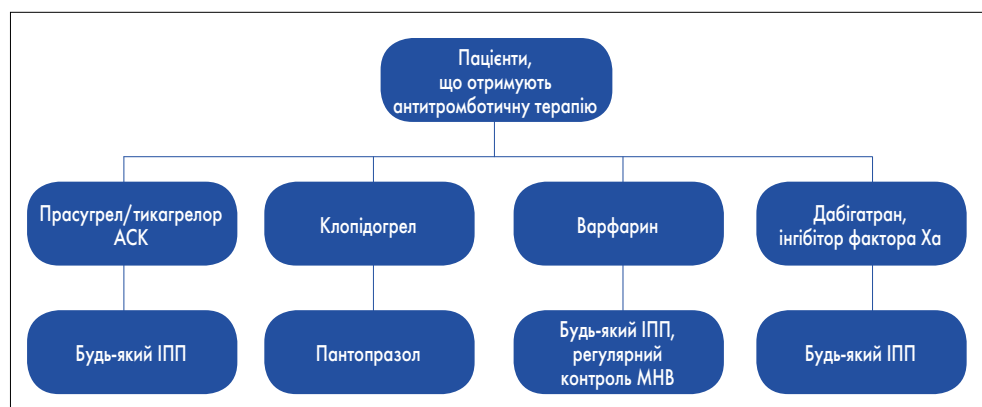 Пацієнти,
що отримують
антитромботичну терапію
Прасугрел/тикагрелор
АСК
Клопідогрел
Варфарин
Дабігатран,
інгібітор фактора Ха
Будь-який ІПП
Пантопразол
Будь-який ІПП,
регулярний
контроль МНВ
Будь-який ІПП